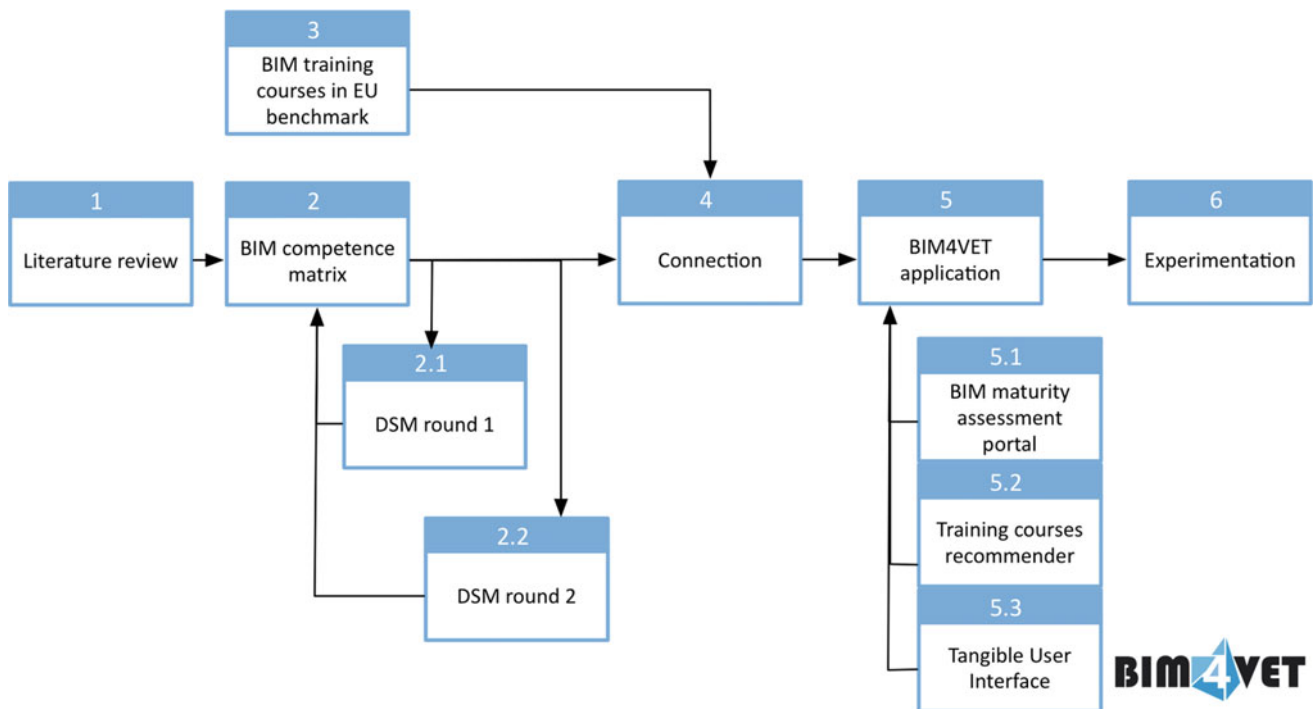 3
BIM training
courses in EU
benchmark
1
Literature review
2
BIM competence
matrix
4
Connection
5
BIM4VET
application
6
Experimentation
2.1
DSM round 1
2.2
DSM round 2
5.1
BIM maturity
assessment
portal
5.2
Training courses
recommender
5.3
Tangible User
Interface
BIM4VET